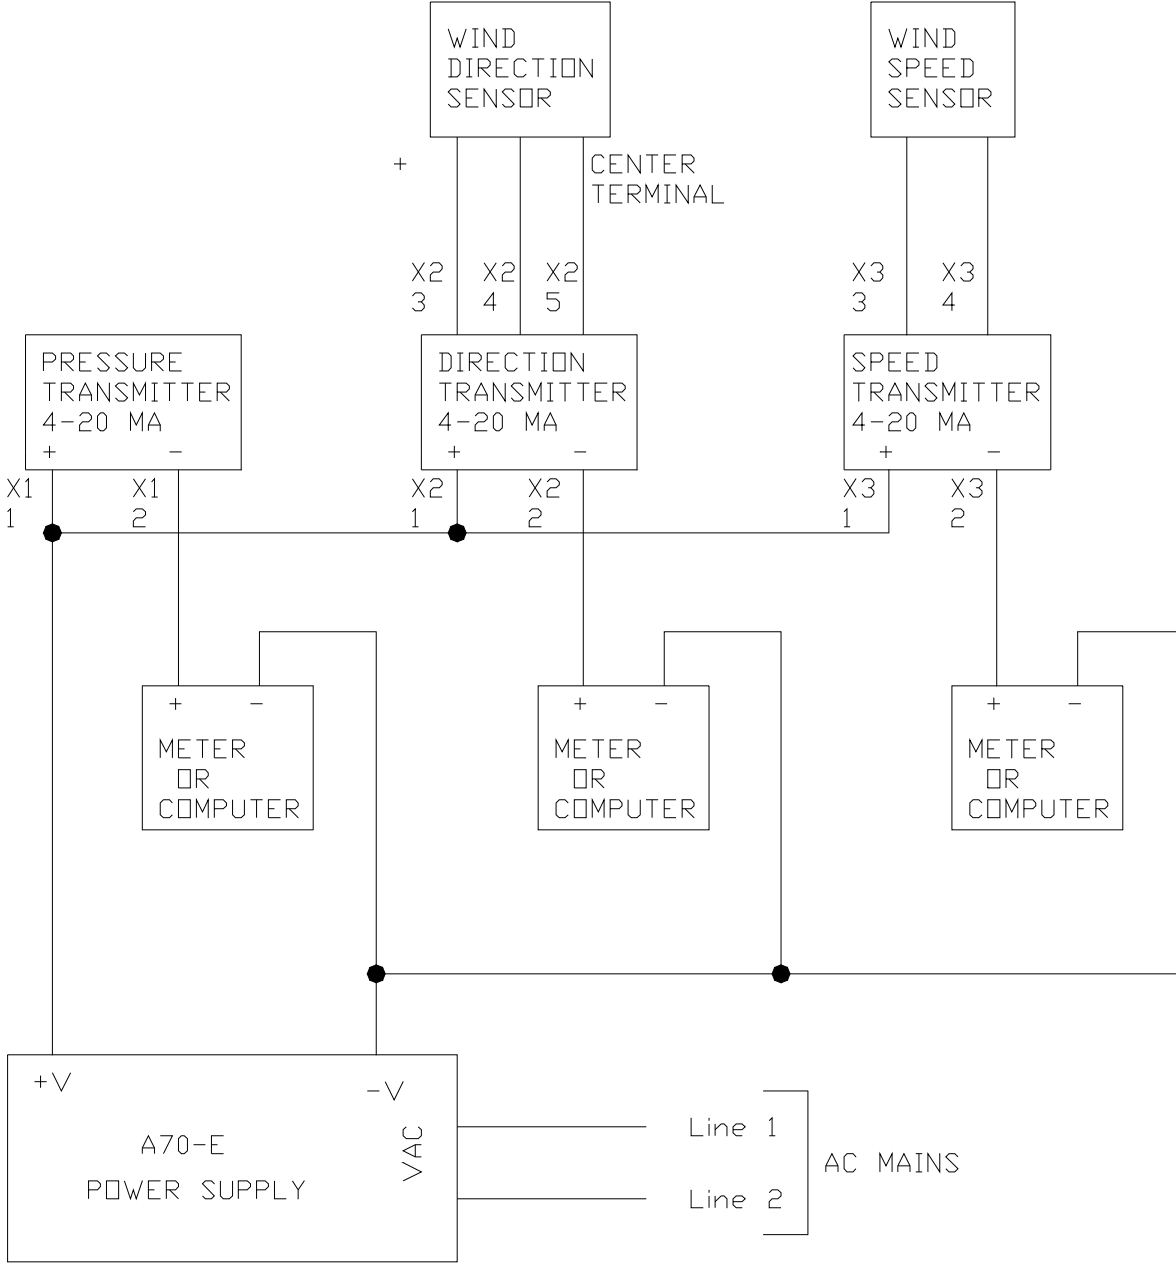 WIND
DIRECTION
SENSOR
WIND
SPEED
SENSOR
+
CENTER
TERMINAL
X2 X2 X2
3 4 5
X3 X3
3 4
PRESSURE
TRANSMITTER
4-20 MA
+ -
DIRECTION
TRANSMITTER
4-20 MA
+ -
SPEED
TRANSMITTER
4-20 MA
+ -
X1 X1
1 2
X2 X2
1 2
X3 X3
1 2
+ -
METER
OR
COMPUTER
+ -
METER
OR
COMPUTER
+ -
METER
OR
COMPUTER
+V -V
VAC
A70-E
POWER SUPPLY
Line 1
Line 2
AC MAINS